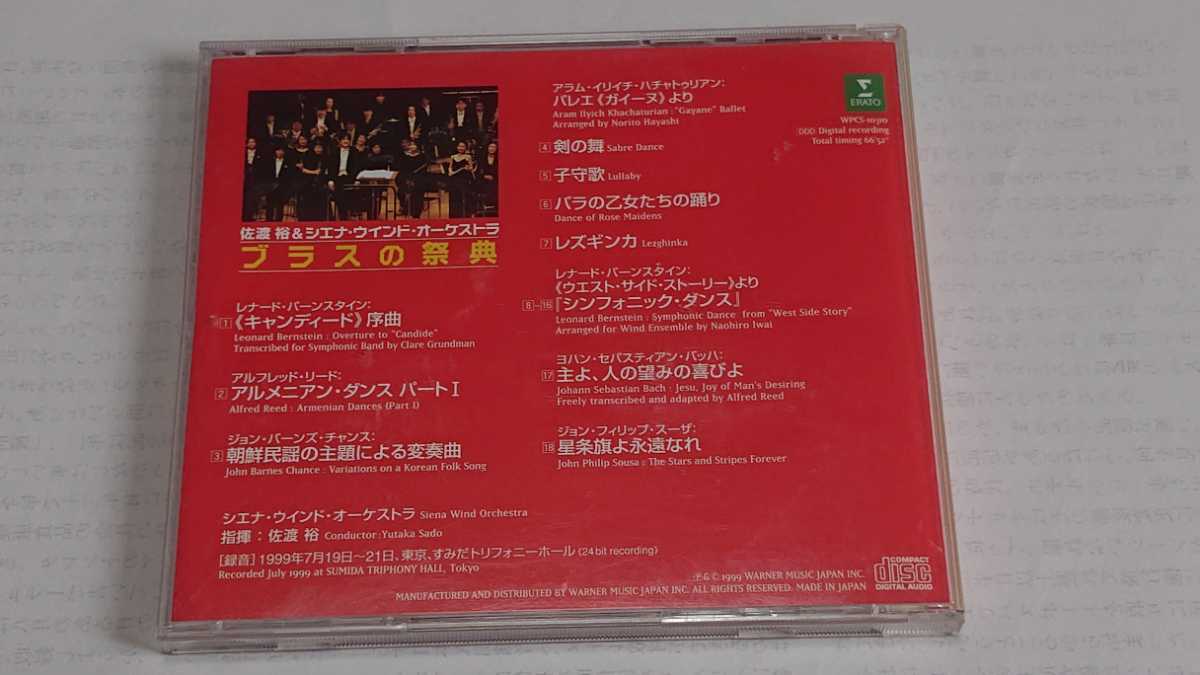 佐渡 裕&シエナ・ウインド・オーケストラ
ブラスの祭典
レナード・バーンスタイン:
1 《キャンディード》序曲
Leonard Bernstein : Overture to "Candide"
Transcribed for Symphonic Band by Clare Grundman
アルフレッド・リード:
2 アルメニアン・ダンス パートⅠ
Alfred Reed : Armenian Dances (Part I)
ジョン・バーンズ・チャンス:
3 朝鮮民謡の主題による変奏曲
John Barnes Chance : Variations on a Korean Folk Song
アラム・イリイチ・ハチャトゥリアン:
バレエ《ガイーヌ》より
Aram Ilyich Khachaturian : "Gayane" Ballet
Arranged by Norito Hayashi
4 剣の舞 Sabre Dance
5 子守歌 Lullaby
6 バラの乙女たちの踊り
Dance of Rose Maidens
7 レズギンカ Lezghinka
レナード・バーンスタイン:
《ウエスト・サイド・ストーリー》より
8-16 『シンフォニック・ダンス』
Leonard Bernstein : Symphonic Dance from "West Side Story"
Arranged for Wind Ensemble by Naohiro Iwai
ヨハン・セバスティアン・バッハ:
17 主よ、人の望みの喜びよ
Johann Sebastian Bach : Jesu, Joy of Man's Desiring
Freely transcribed and adapted by Alfred Reed
ジョン・フィリップ・スーザ:
18 星条旗よ永遠なれ
John Philip Sousa : The Stars and Stripes Forever
ERATO
WPCS-10310
DDD Digital recording
Total timing 66'52"
シエナ・ウインド・オーケストラ Siena Wind Orchestra
指揮:佐渡 裕 Conductor:Yutaka Sado
[録音]1999年7月19日~21日、東京、すみだトリフォニーホール (24 bit recording)
Recorded July 1999 at SUMIDA TRIPHONY HALL, Tokyo
℗ & © 1999 WARNER MUSIC JAPAN INC.
MANUFACTURED AND DISTRIBUTED BY WARNER MUSIC JAPAN INC. ALL RIGHTS RESERVED. MADE IN JAPAN
COMPACT
disc
DIGITAL AUDIO